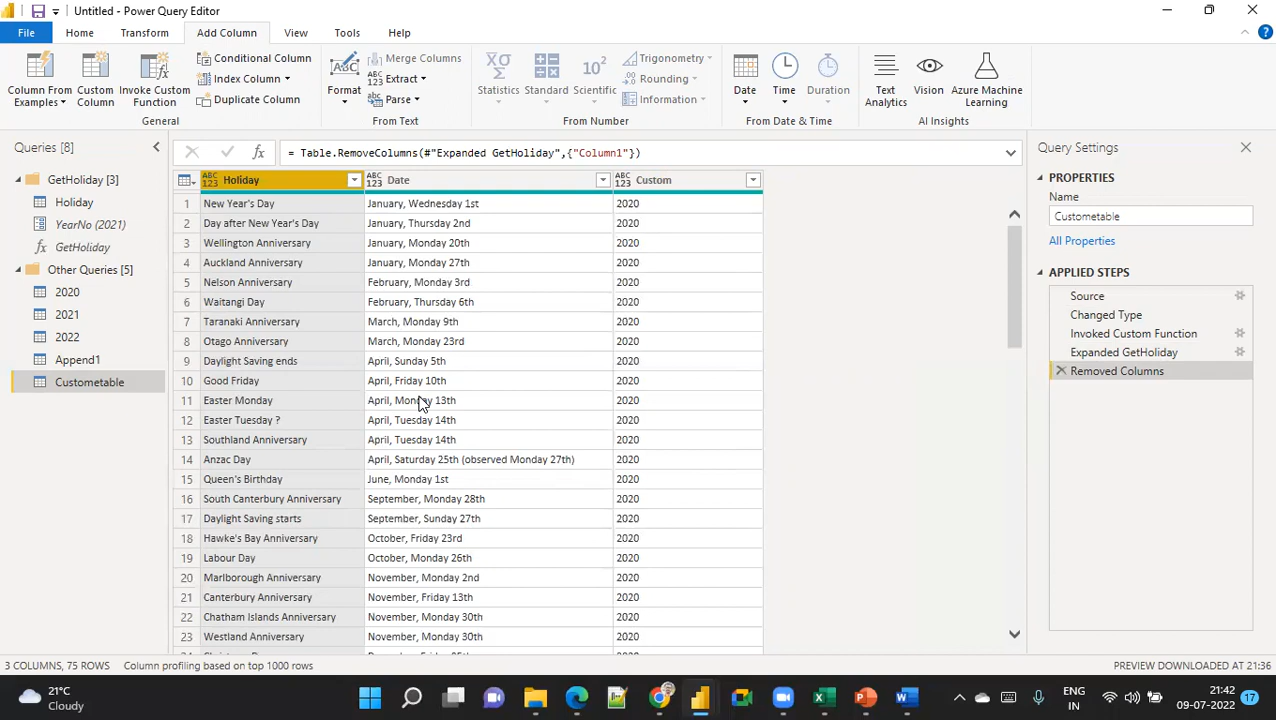 Untitled - Power Query Editor
File Home Transform Add Column View Tools Help
Column From Examples
Custom Column
Invoke Custom Function
Conditional Column
Index Column
Duplicate Column
General
Format
Merge Columns
ABC 123 Extract
Parse
From Text
XΣσ Statistics
Standard
10² Scientific
Trigonometry
Rounding
Information
From Number
Date
Time
Duration
From Date & Time
Text Analytics
Vision
Azure Machine Learning
AI Insights
Queries [8]
GetHoliday [3]
Holiday
YearNo (2021)
fx GetHoliday
Other Queries [5]
2020
2021
2022
Append1
Custometable
fx = Table.RemoveColumns(#"Expanded GetHoliday",{"Column1"})
ABC 123 Holiday ABC 123 Date ABC 123 Custom
1 New Year's Day January, Wednesday 1st 2020
2 Day after New Year's Day January, Thursday 2nd 2020
3 Wellington Anniversary January, Monday 20th 2020
4 Auckland Anniversary January, Monday 27th 2020
5 Nelson Anniversary February, Monday 3rd 2020
6 Waitangi Day February, Thursday 6th 2020
7 Taranaki Anniversary March, Monday 9th 2020
8 Otago Anniversary March, Monday 23rd 2020
9 Daylight Saving ends April, Sunday 5th 2020
10 Good Friday April, Friday 10th 2020
11 Easter Monday April, Monday 13th 2020
12 Easter Tuesday ? April, Tuesday 14th 2020
13 Southland Anniversary April, Tuesday 14th 2020
14 Anzac Day April, Saturday 25th (observed Monday 27th) 2020
15 Queen's Birthday June, Monday 1st 2020
16 South Canterbury Anniversary September, Monday 28th 2020
17 Daylight Saving starts September, Sunday 27th 2020
18 Hawke's Bay Anniversary October, Friday 23rd 2020
19 Labour Day October, Monday 26th 2020
20 Marlborough Anniversary November, Monday 2nd 2020
21 Canterbury Anniversary November, Friday 13th 2020
22 Chatham Islands Anniversary November, Monday 30th 2020
23 Westland Anniversary November, Monday 30th 2020
Query Settings
PROPERTIES
Name
Custometable
All Properties
APPLIED STEPS
Source
Changed Type
Invoked Custom Function
Expanded GetHoliday
Removed Columns
3 COLUMNS, 75 ROWS Column profiling based on top 1000 rows PREVIEW DOWNLOADED AT 21:36
21°C
Cloudy
ENG
IN
21:42
09-07-2022
17